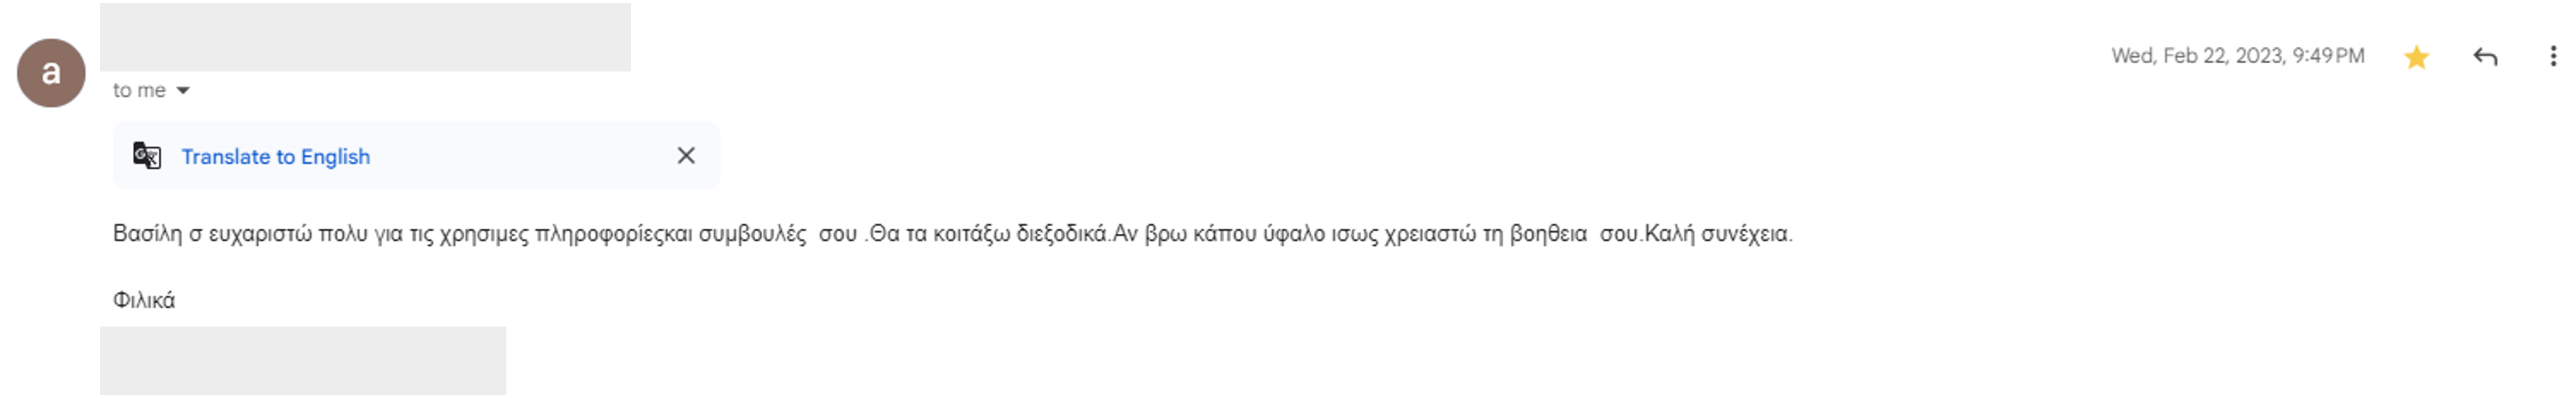 a
Wed, Feb 22, 2023, 9:49 PM
to me
Translate to English
Βασίλη σ ευχαριστώ πολυ για τις χρησιμες πληροφορίεςκαι συμβουλές  σου .Θα τα κοιτάξω διεξοδικά.Αν βρω κάπου ύφαλο ισως χρειαστώ τη βοηθεια  σου.Καλή συνέχεια.
Φιλικά